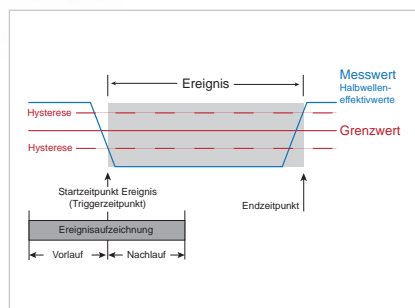 Ereignis
Messwert
Halbwellen-
effektivwerte
Hysterese
Grenzwert
Hysterese
Startzeitpunkt Ereignis
(Triggerzeitpunkt)
Endzeitpunkt
Ereignisaufzeichnung
Vorlauf
Nachlauf